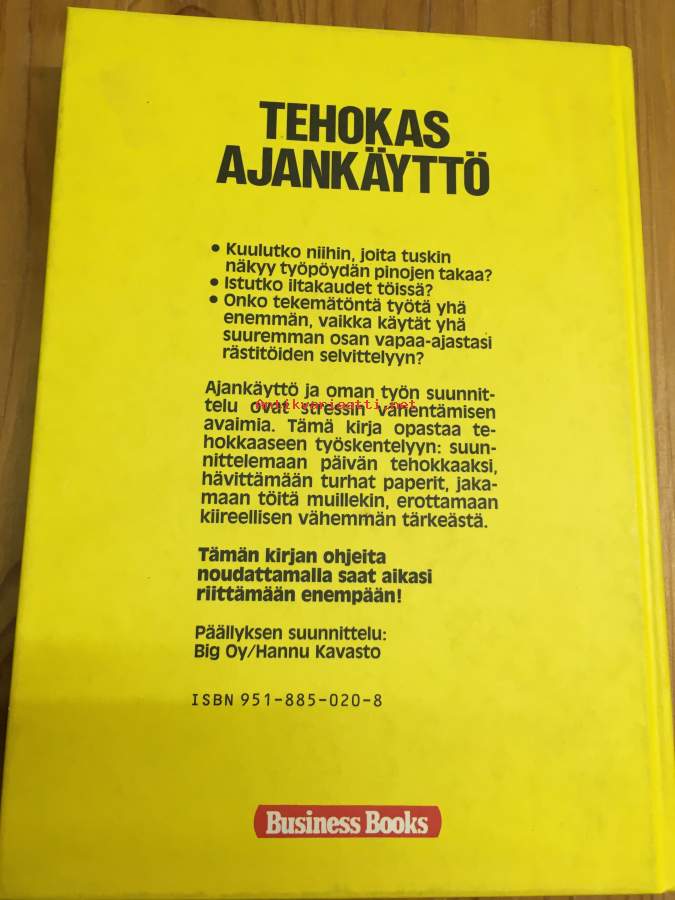 TEHOKAS
AJANKÄYTTÖ
• Kuulutko niihin, joita tuskin
näkyy työpöydän pinojen takaa?
• Istutko iltakaudet töissä?
• Onko tekemätöntä työtä yhä
enemmän, vaikka käytät yhä
suuremman osan vapaa-ajastasi
rästitöiden selvittelyyn?
Ajankäyttö ja oman työn suunnit-
telu ovat stressin vähentämisen
Antikvariaatti.net
avaimia. Tämä kirja opastaa te-
hokkaaseen työskentelyyn: suun-
nittelemaan päivän tehokkaaksi,
hävittämään turhat paperit, jaka-
maan töitä muillekin, erottamaan
kiireellisen vähemmän tärkeästä.
Tämän kirjan ohjeita
noudattamalla saat aikasi
riittämään enempään!
Päällyksen suunnittelu:
Big Oy/Hannu Kavasto
ISBN 951-885-020-8
Business Books